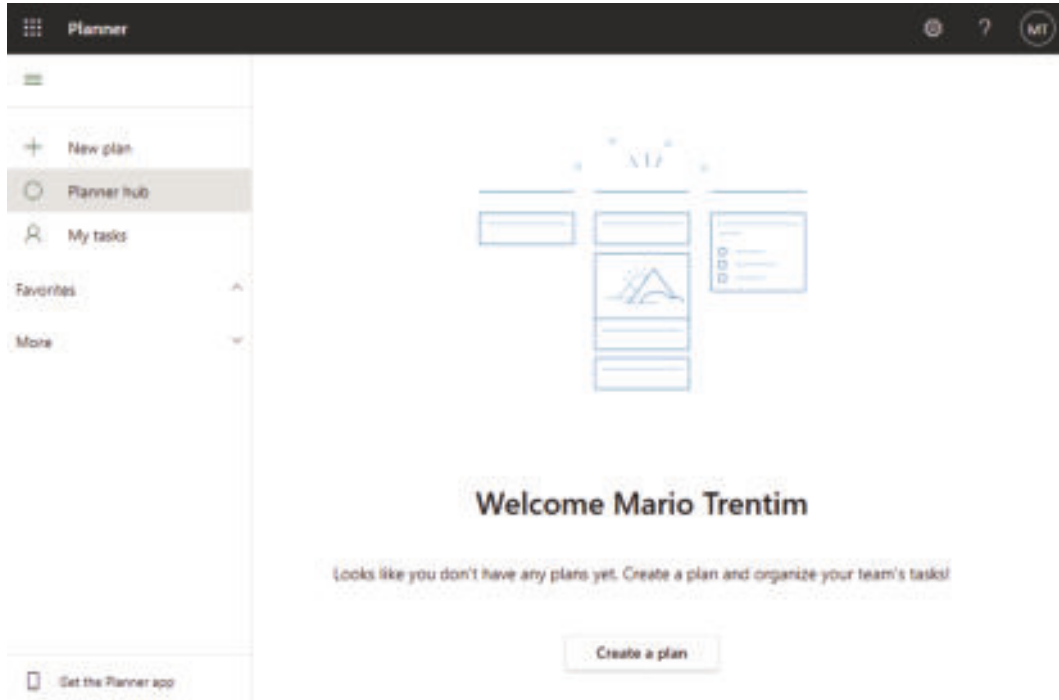 Planner
?
MT
New plan
Planner hub
My tasks
Favorites
More
Welcome Mario Trentim
Looks like you don't have any plans yet. Create a plan and organize your team's tasks!
Create a plan
Get the Planner app